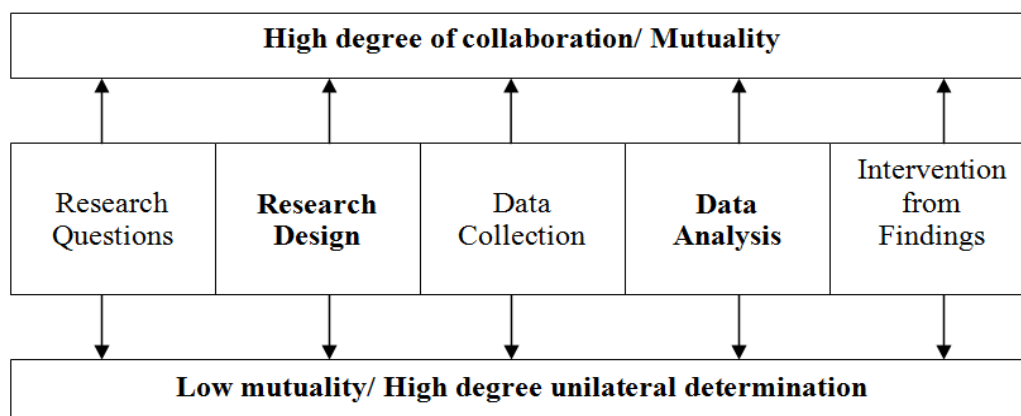 High degree of collaboration/ Mutuality
Research
Questions
Research
Design
Data
Collection
Data
Analysis
Intervention
from
Findings
Low mutuality/ High degree unilateral determination